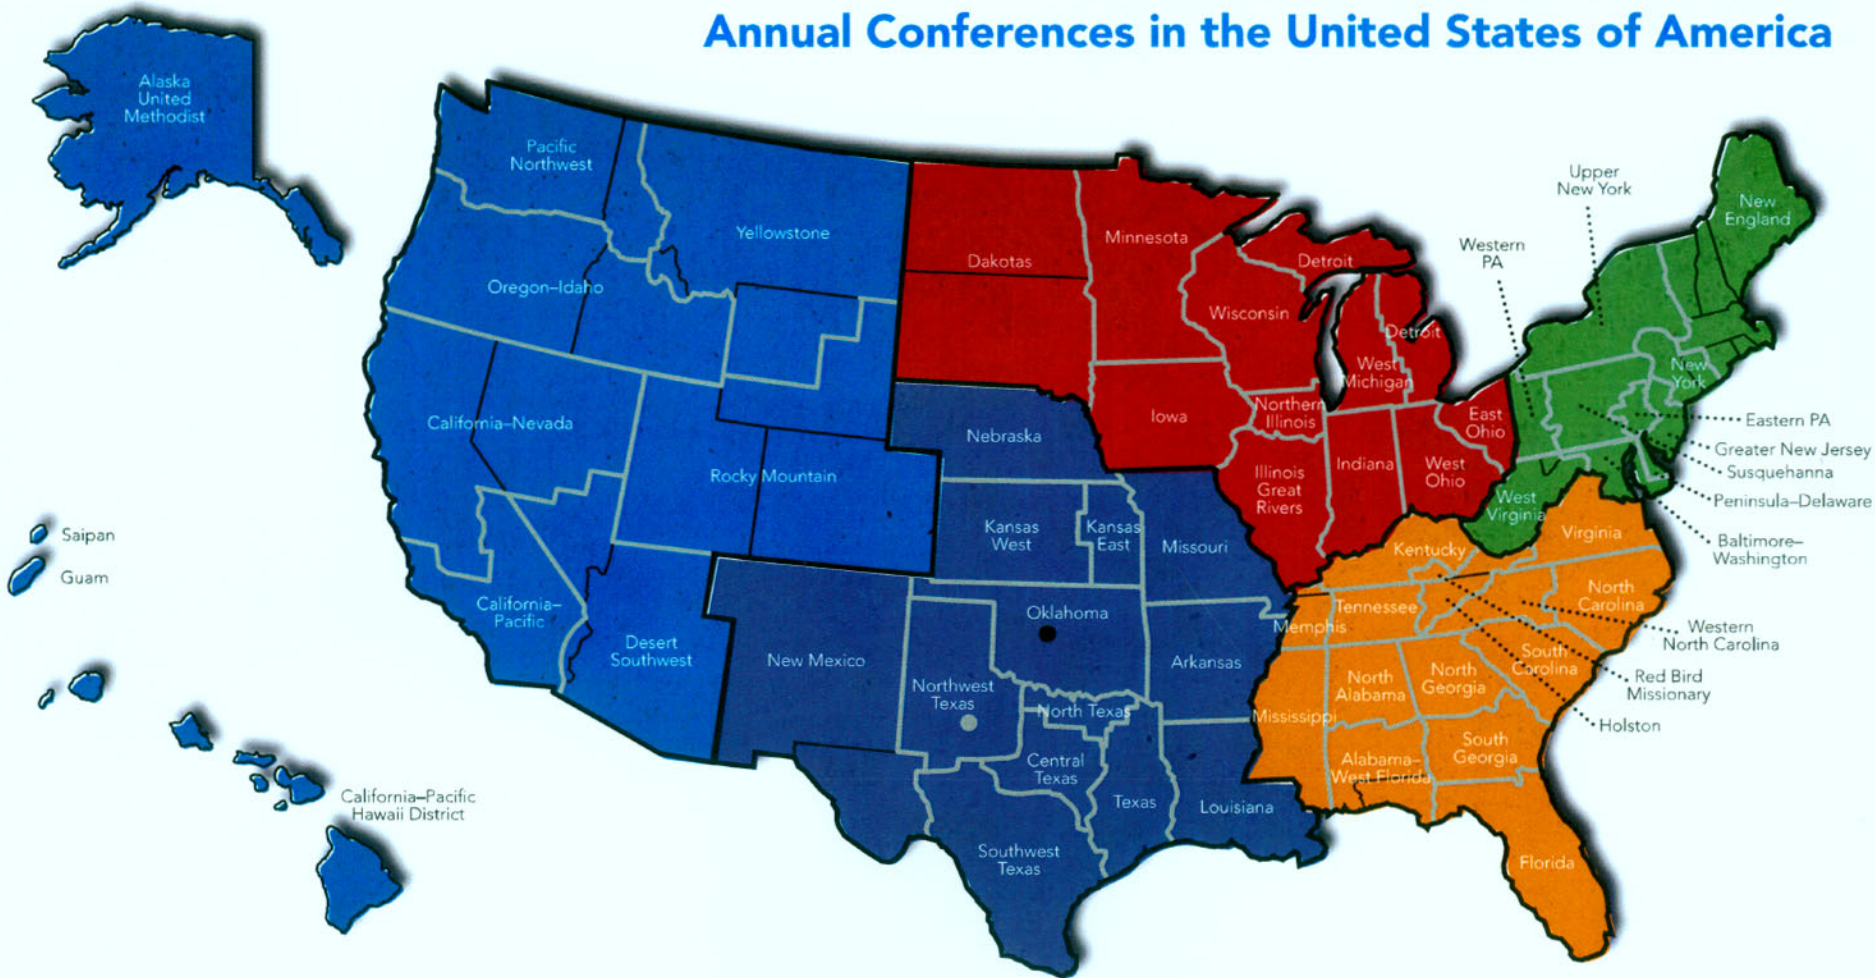 Annual Conferences in the United States of America
Alaska
United
Methodist
Pacific
Northwest
Yellowstone
Oregon–Idaho
California–Nevada
Rocky Mountain
California–
Pacific
Desert
Southwest
Saipan
Guam
California–Pacific
Hawaii District
Dakotas
Minnesota
Wisconsin
Detroit
Detroit
West
Michigan
Iowa
Northern
Illinois
Illinois
Great
Rivers
Indiana
East
Ohio
West
Ohio
Nebraska
Kansas
West
Kansas
East
Missouri
Oklahoma
Arkansas
New Mexico
Northwest
Texas
North Texas
Central
Texas
Texas
Louisiana
Southwest
Texas
Upper
New York
New
England
Western
PA
New
York
Eastern PA
Greater New Jersey
Susquehanna
Peninsula–Delaware
Baltimore–
Washington
West
Virginia
Virginia
Kentucky
North
Carolina
Tennessee
Memphis
Western
North Carolina
South
Carolina
Red Bird
Missionary
Holston
North
Alabama
North
Georgia
Mississippi
South
Georgia
Alabama–
West Florida
Florida